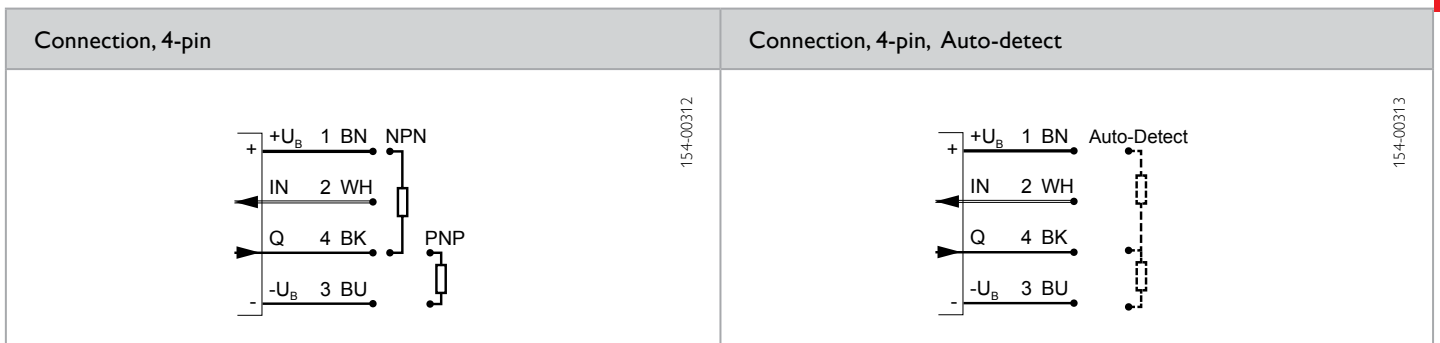 Connection, 4-pin
Connection, 4-pin, Auto-detect
154-00312
+ +U_B 1 BN NPN
IN 2 WH
Q 4 BK PNP
- -U_B 3 BU
154-00313
+ +U_B 1 BN Auto-Detect
IN 2 WH
Q 4 BK
- -U_B 3 BU